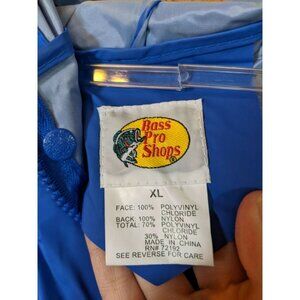 Bass
Pro
Shops
XL
FACE: 100% POLYVINYL
CHLORIDE
BACK: 100% NYLON
TOTAL: 70% POLYVINYL
CHLORIDE
30% NYLON
MADE IN CHINA
RN# 72192
SEE REVERSE FOR CARE